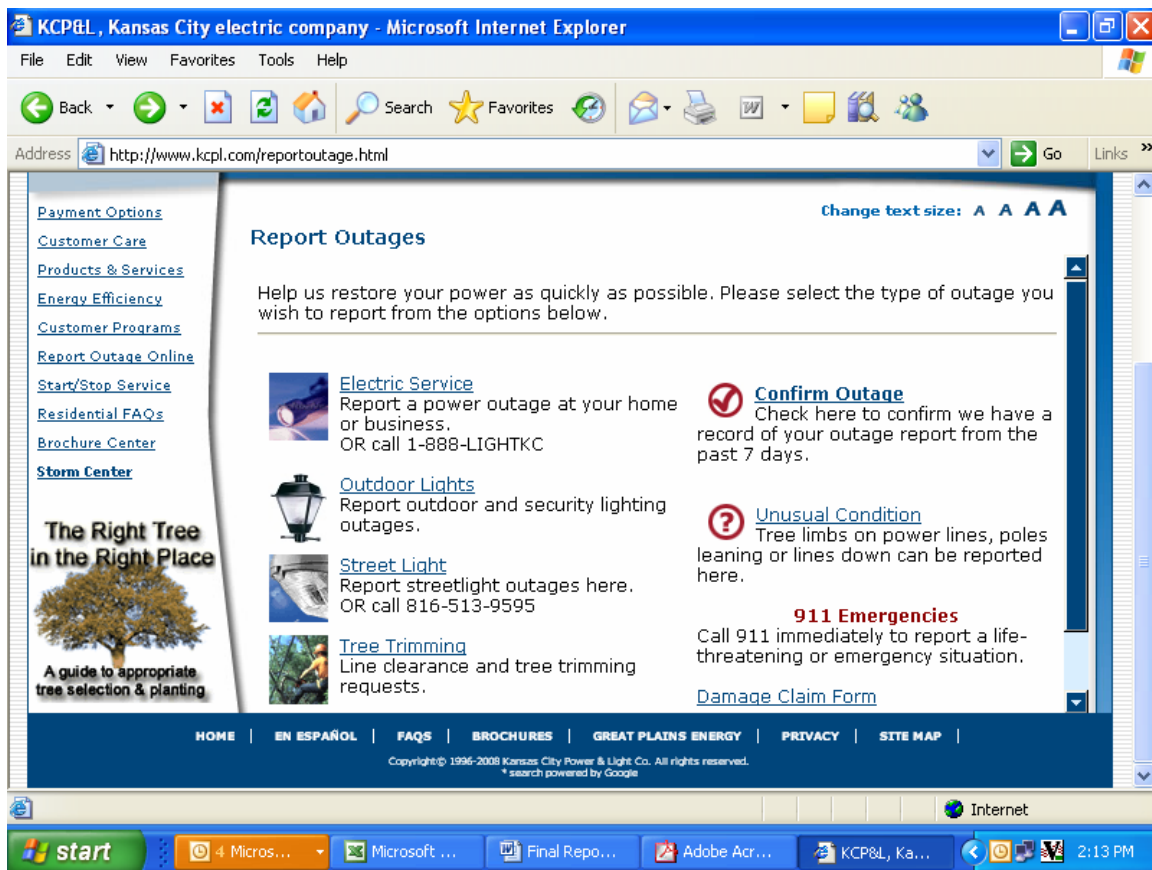 KCP&L, Kansas City electric company - Microsoft Internet Explorer
File Edit View Favorites Tools Help
Back Search Favorites
Address http://www.kcpl.com/reportoutage.html Go Links »
Payment Options
Customer Care
Products & Services
Energy Efficiency
Customer Programs
Report Outage Online
Start/Stop Service
Residential FAQs
Brochure Center
Storm Center
The Right Tree
in the Right Place
A guide to appropriate
tree selection & planting
Change text size: A A A A
Report Outages
Help us restore your power as quickly as possible. Please select the type of outage you
wish to report from the options below.
Electric Service
Report a power outage at your home
or business.
OR call 1-888-LIGHTKC
Outdoor Lights
Report outdoor and security lighting
outages.
Street Light
Report streetlight outages here.
OR call 816-513-9595
Tree Trimming
Line clearance and tree trimming
requests.
Confirm Outage
Check here to confirm we have a
record of your outage report from the
past 7 days.
Unusual Condition
Tree limbs on power lines, poles
leaning or lines down can be reported
here.
911 Emergencies
Call 911 immediately to report a life-
threatening or emergency situation.
Damage Claim Form
HOME | EN ESPAÑOL | FAQS | BROCHURES | GREAT PLAINS ENERGY | PRIVACY | SITE MAP |
Copyright© 1996-2008 Kansas City Power & Light Co. All rights reserved.
* search powered by Google
Internet
start 4 Micros... Microsoft ... Final Repo... Adobe Acr... KCP&L, Ka... 2:13 PM